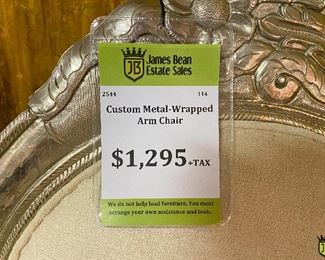 James Bean
Estate Sales
JB
2544 114
Custom Metal-Wrapped
Arm Chair
$1,295+TAX
We do not help load furniture. You must
arrange your own assistance and tools.